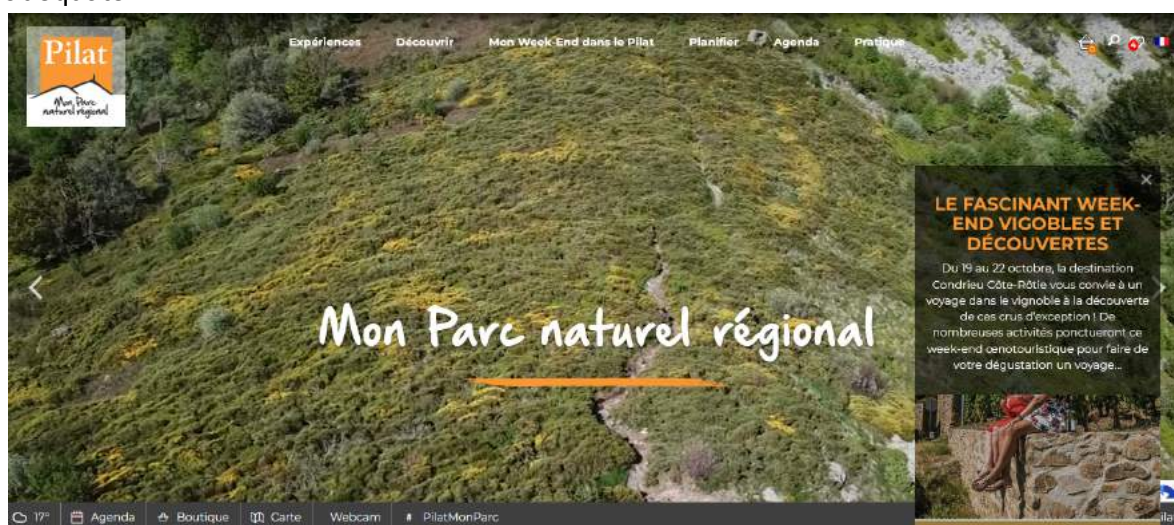 Pilat
Mon Parc
naturel régional
Expériences Découvrir Mon Week-End dans le Pilat Planifier Agenda Pratique
LE FASCINANT WEEK-
END VIGOBLES ET
DÉCOUVERTES
Du 19 au 22 octobre, la destination
Condrieu Côte-Rôtie vous convie à un
voyage dans le vignoble à la découverte
de ces crus d'exception ! De
nombreuses activités ponctueront ce
week-end œnotouristique pour faire de
votre dégustation un voyage...
Mon Parc naturel régional
17° Agenda Boutique Carte Webcam # PilatMonParc